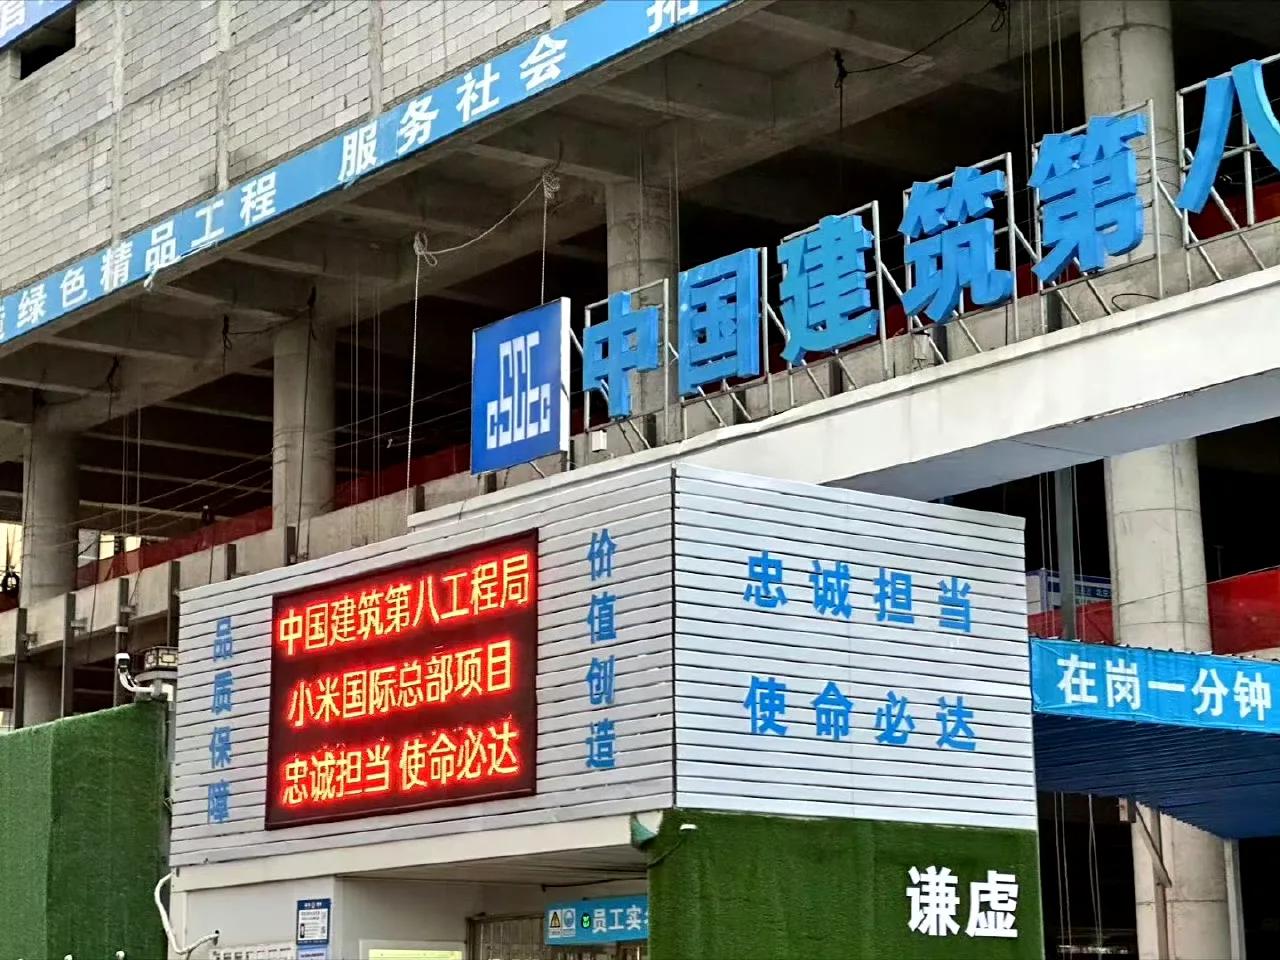 绿色精品工程 服务社会
中国建筑第八
CSCEC
中国建筑第八工程局
小米国际总部项目
忠诚担当 使命必达
品质保障
价值创造
忠诚担当
使命必达
在岗一分钟
谦虚
员工实